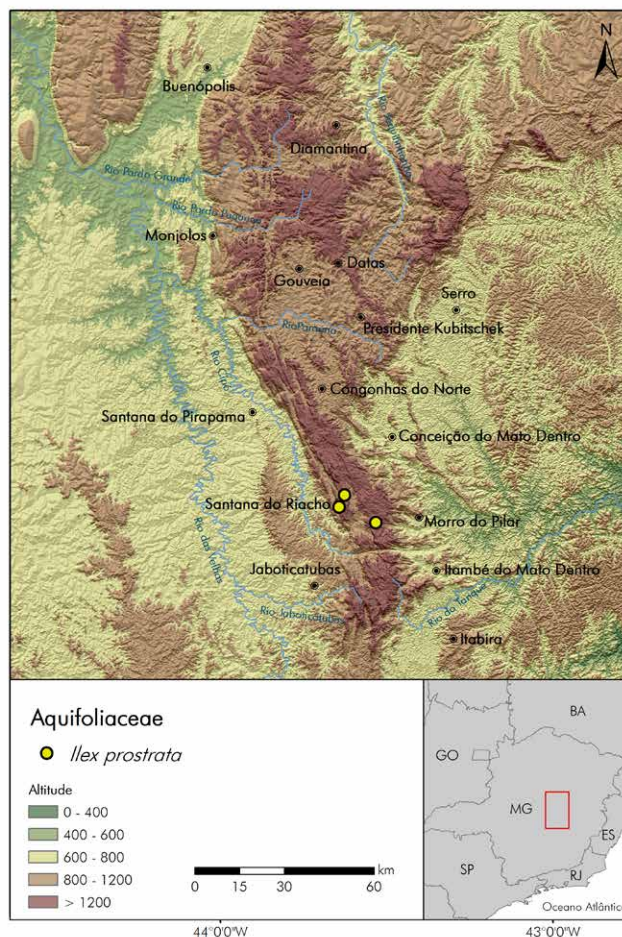 N
Buenópolis
Diamantina
Rio Jequitinhonha
Rio Pardo Grande
Rio Pardo Pequeno
Monjolos
Datas
Gouveia
Serro
Presidente Kubitschek
Rio Paraúna
Rio Cipó
Congonhas do Norte
Santana do Pirapama
Conceição do Mato Dentro
Santana do Riacho
Morro do Pilar
Rio das Velhas
Jaboticatubas
Itambé do Mato Dentro
Rio Jaboticatubas
Rio do Tanque
Itabira
Aquifoliaceae
Ilex prostrata
Altitude
0 - 400
400 - 600
600 - 800
800 - 1200
> 1200
km
0 15 30 40 60
BA
GO
MG
ES
SP
RJ
Oceano Atlântico
44°0'0"W
43°0'0"W